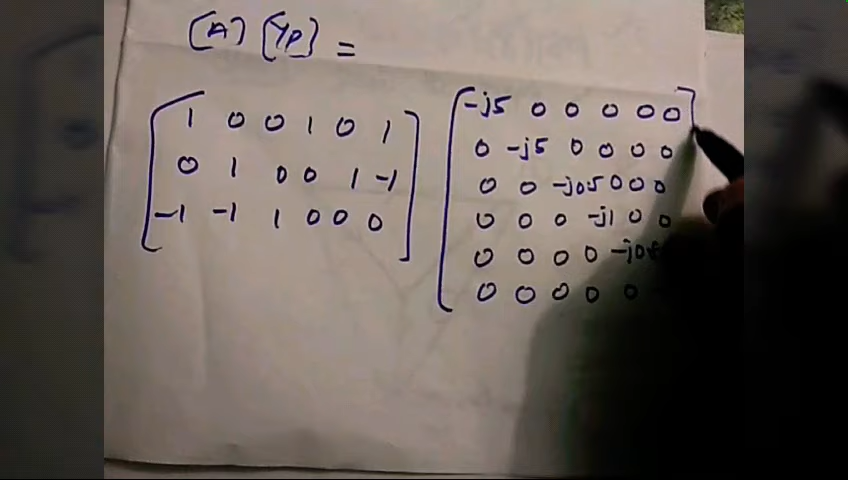 [A] [Yp] =
1 0 0 1 0 1
0 1 0 0 1 -1
-1 -1 1 0 0 0
-j5 0 0 0 0 0
0 -j5 0 0 0 0
0 0 -j05 0 0 0
0 0 0 -j1 0 0
0 0 0 0
0 0 0 0 0